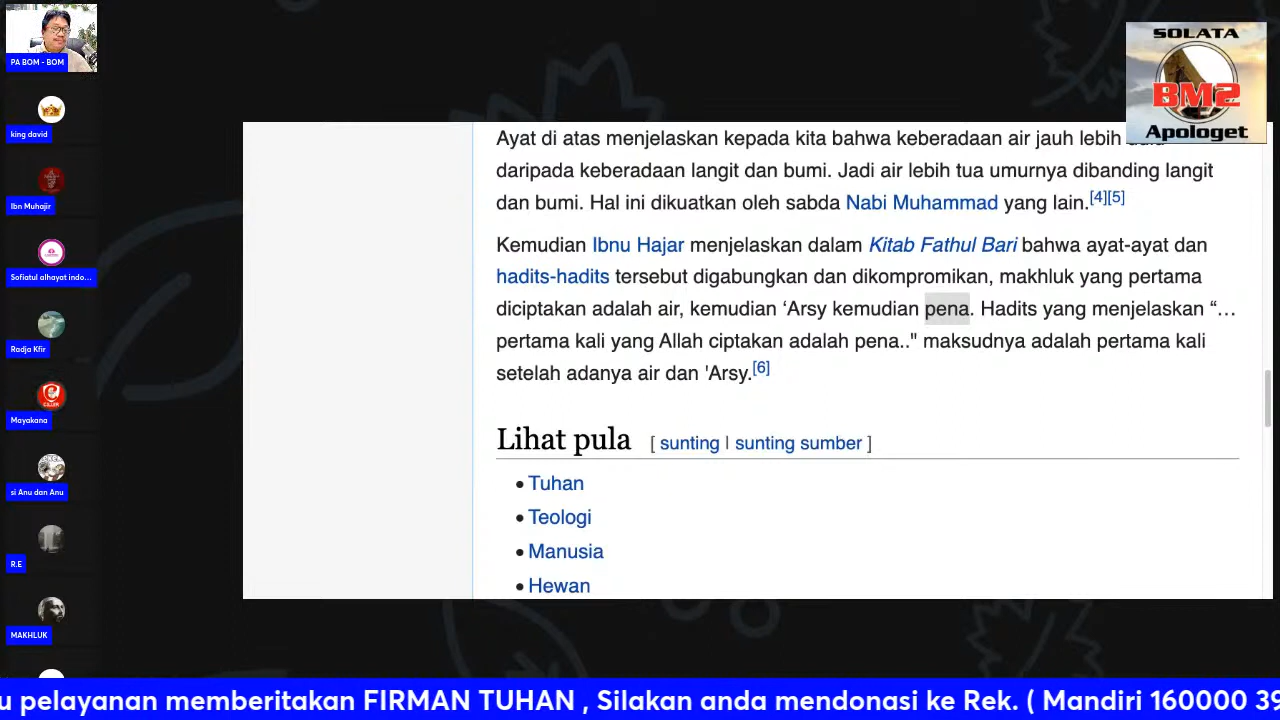 PA BOM - BOM
king david
Ibn Muhajir
Sofiatul alhayat indo...
Radja Kfir
Mayakana
si Anu dan Anu
R.E
MAKHLUK
SOLATA
BM2
Apologet
Ayat di atas menjelaskan kepada kita bahwa keberadaan air jauh lebih
daripada keberadaan langit dan bumi. Jadi air lebih tua umurnya dibanding langit
dan bumi. Hal ini dikuatkan oleh sabda Nabi Muhammad yang lain.[4][5]
Kemudian Ibnu Hajar menjelaskan dalam Kitab Fathul Bari bahwa ayat-ayat dan
hadits-hadits tersebut digabungkan dan dikompromikan, makhluk yang pertama
diciptakan adalah air, kemudian ‘Arsy kemudian pena. Hadits yang menjelaskan “…
pertama kali yang Allah ciptakan adalah pena.." maksudnya adalah pertama kali
setelah adanya air dan 'Arsy.[6]
Lihat pula [ sunting | sunting sumber ]
• Tuhan
• Teologi
• Manusia
• Hewan
u pelayanan memberitakan FIRMAN TUHAN , Silakan anda mendonasi ke Rek. ( Mandiri 160000 39